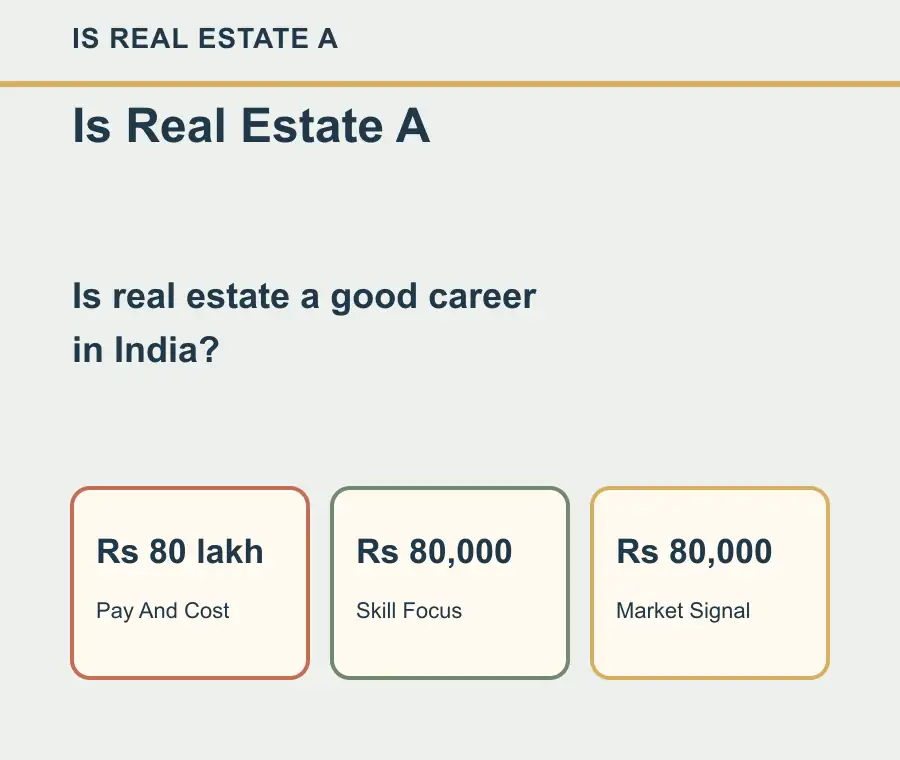 IS REAL ESTATE A
Is Real Estate A
Is real estate a good career
in India?
Rs 80 lakh
Pay And Cost
Rs 80,000
Skill Focus
Rs 80,000
Market Signal